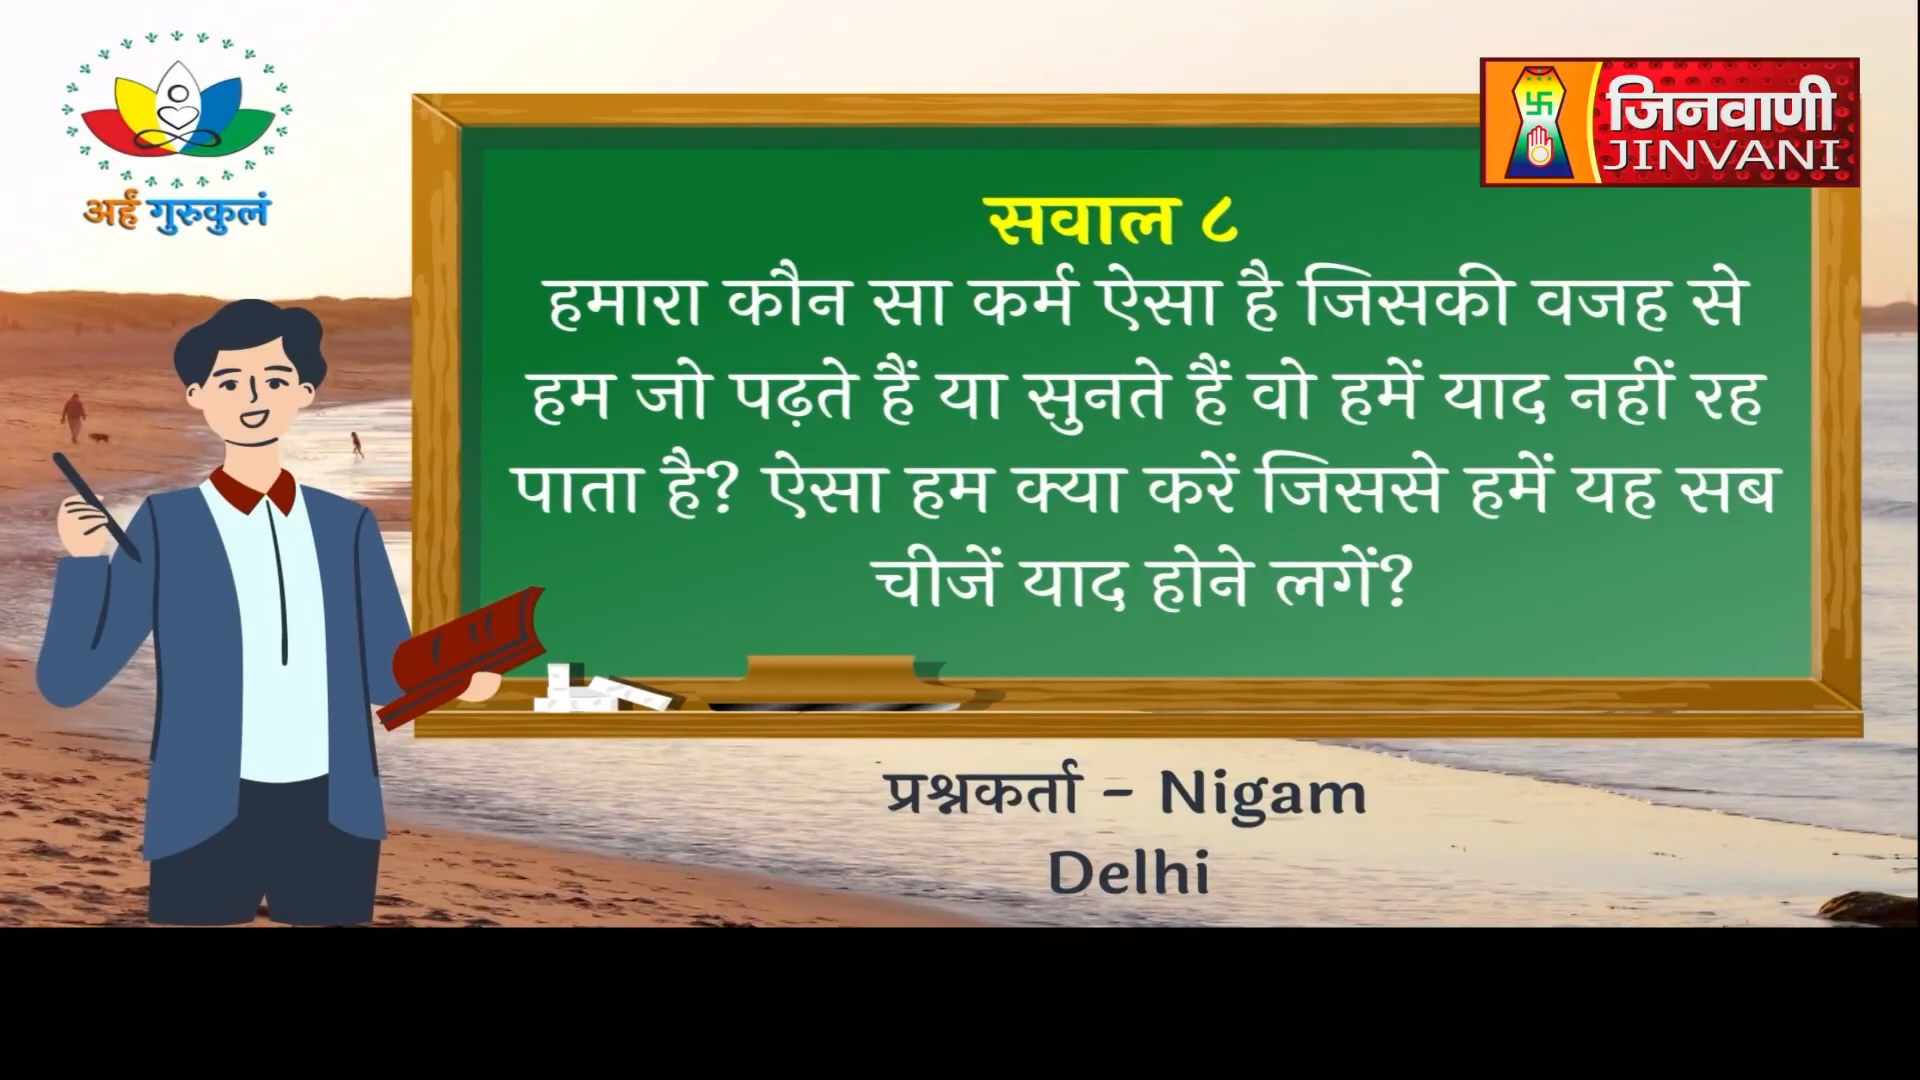 अर्हं गुरुकुलं
जिनवाणी
JINVANI
सवाल ८
हमारा कौन सा कर्म ऐसा है जिसकी वजह से
हम जो पढ़ते हैं या सुनते हैं वो हमें याद नहीं रह
पाता है? ऐसा हम क्या करें जिससे हमें यह सब
चीजें याद होने लगें?
प्रश्नकर्ता - Nigam
Delhi